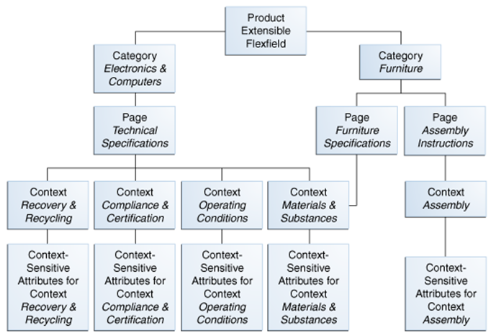 Product
Extensible
Flexfield
Category
Electronics &
Computers
Category
Furniture
Page
Technical
Specifications
Page
Furniture
Specifications
Page
Assembly
Instructions
Context
Recovery &
Recycling
Context
Compliance &
Certification
Context
Operating
Conditions
Context
Materials &
Substances
Context
Assembly
Context-
Sensitive
Attributes for
Context
Recovery &
Recycling
Context-
Sensitive
Attributes for
Context
Compliance &
Certification
Context-
Sensitive
Attributes for
Context
Operating
Conditions
Context-
Sensitive
Attributes for
Context
Materials &
Substances
Context-
Sensitive
Attributes for
Context
Assembly